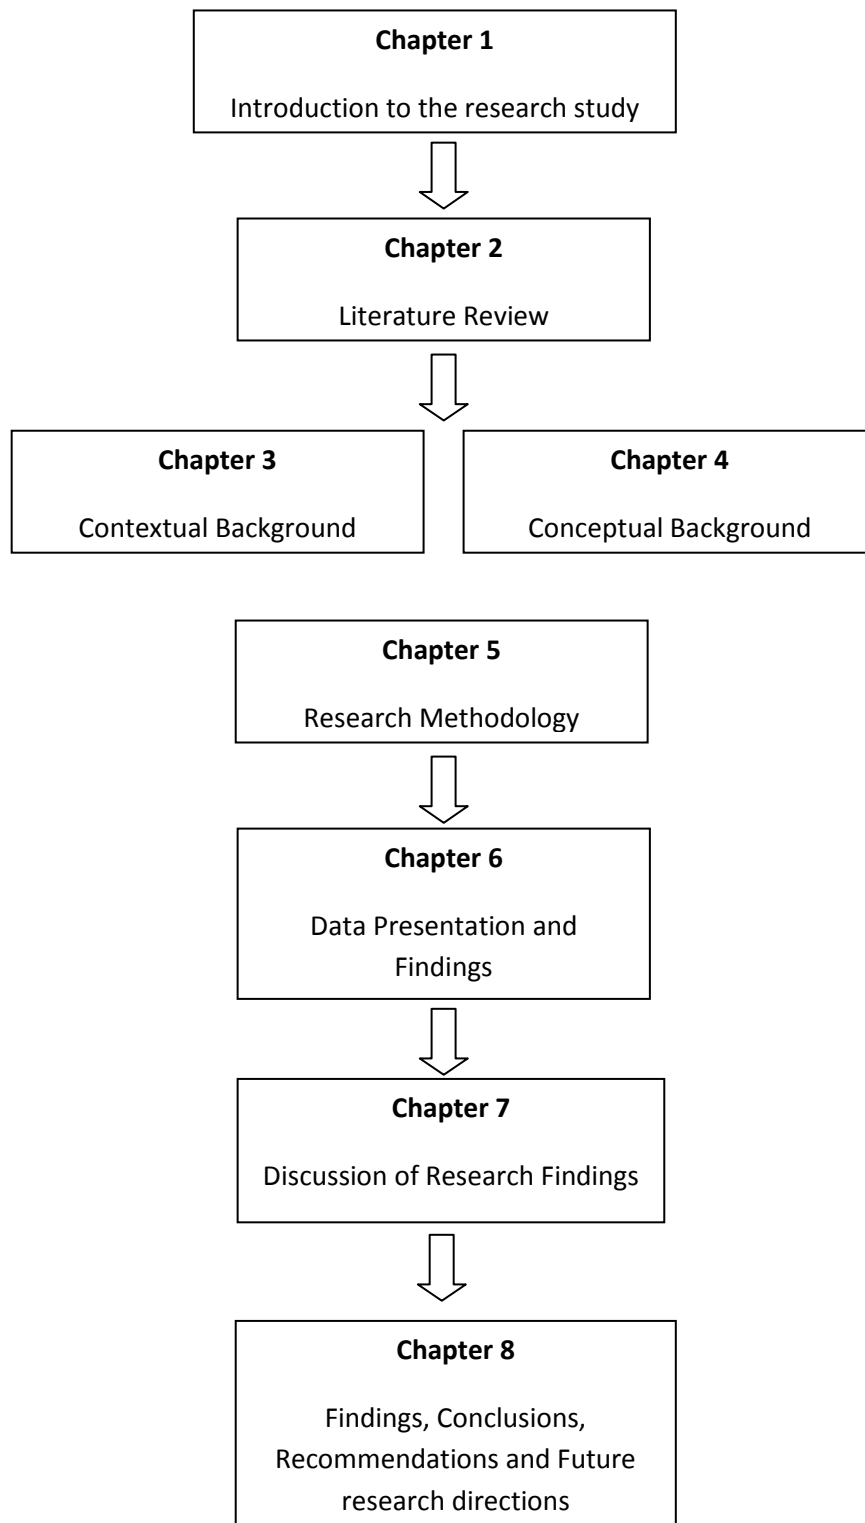 Chapter 1
Introduction to the research study
Chapter 2
Literature Review
Chapter 3
Contextual Background
Chapter 4
Conceptual Background
Chapter 5
Research Methodology
Chapter 6
Data Presentation and
Findings
Chapter 7
Discussion of Research Findings
Chapter 8
Findings, Conclusions,
Recommendations and Future
research directions